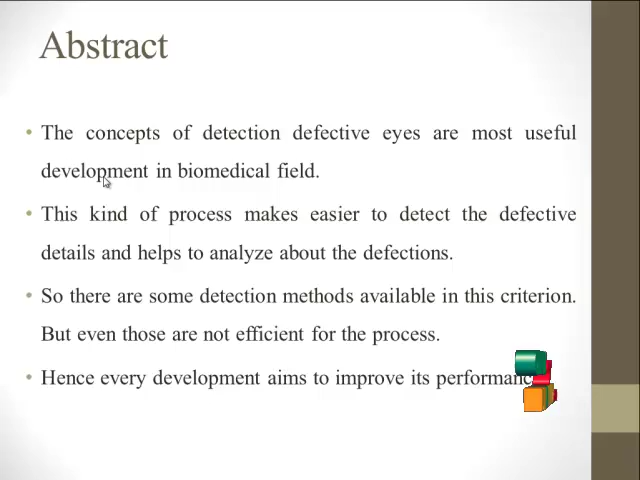 Abstract
• The concepts of detection defective eyes are most useful
development in biomedical field.
• This kind of process makes easier to detect the defective
details and helps to analyze about the defections.
• So there are some detection methods available in this criterion.
But even those are not efficient for the process.
• Hence every development aims to improve its